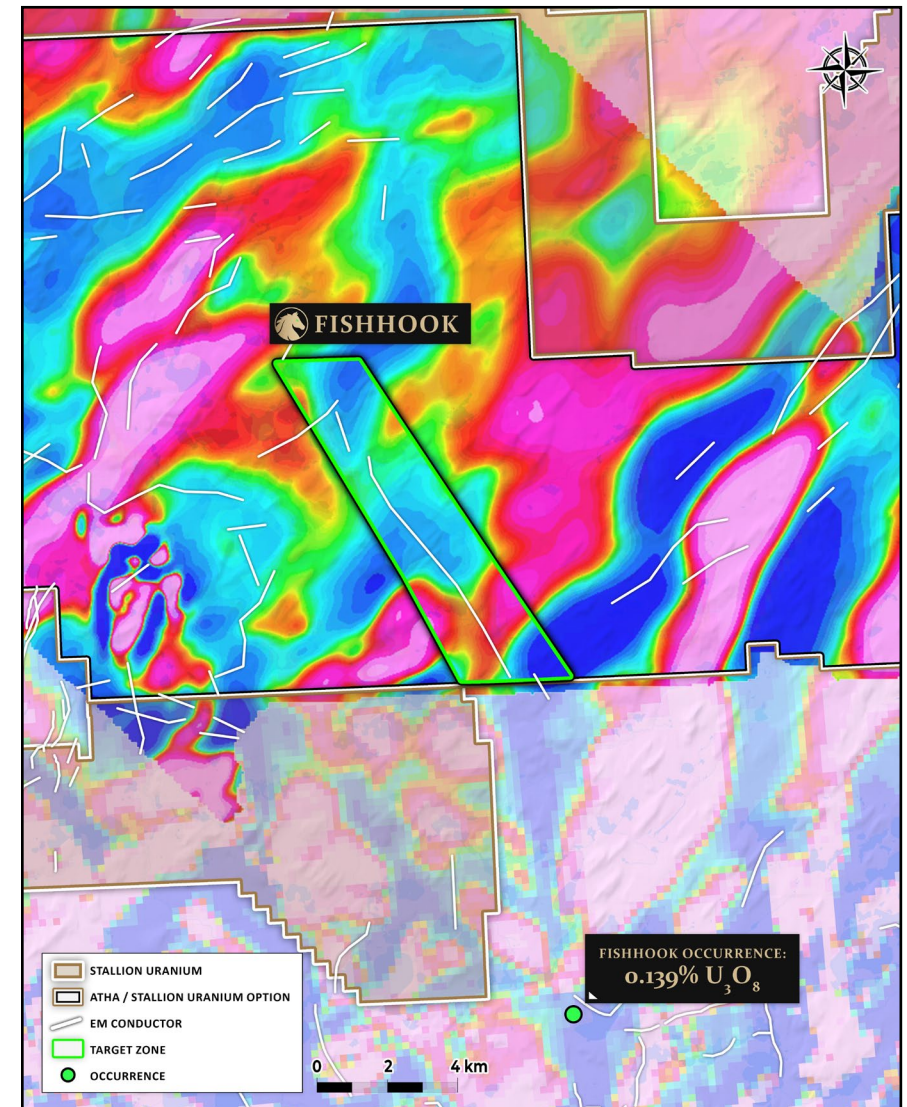 FISHHOOK
FISHHOOK OCCURRENCE:
0.139% U₃O₈
STALLION URANIUM
ATHA / STALLION URANIUM OPTION
EM CONDUCTOR
TARGET ZONE
OCCURRENCE
0 2 4 km